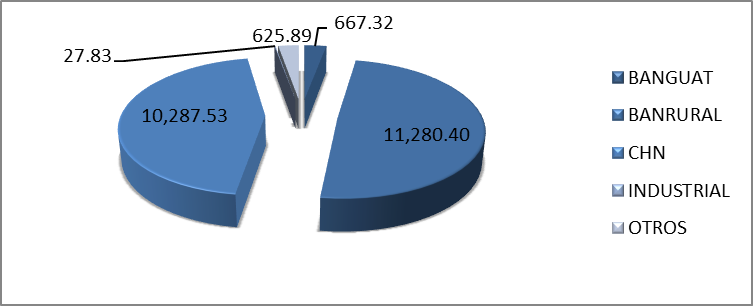 667.32
625.89
27.83
10,287.53
11,280.40
BANGUAT
BANRURAL
CHN
INDUSTRIAL
OTROS